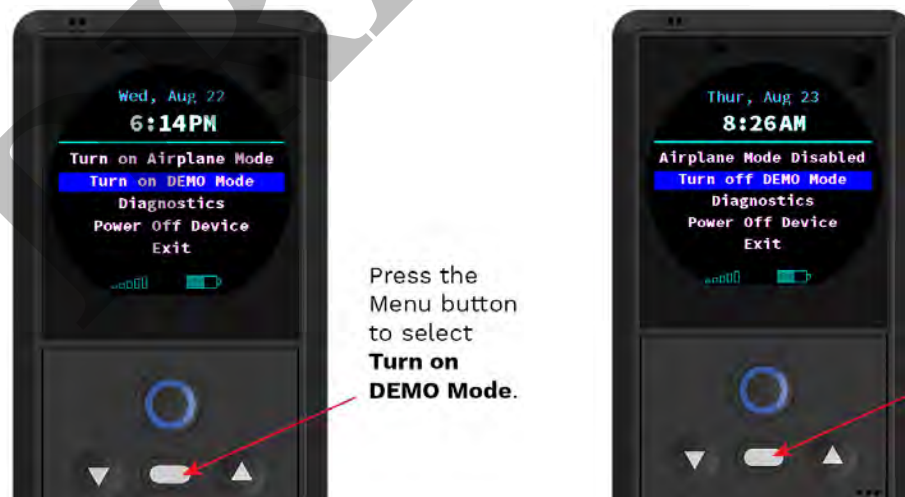 Wed, Aug 22
6:14PM
Turn on Airplane Mode
Turn on DEMO Mode
Diagnostics
Power Off Device
Exit
Press the
Menu button
to select
Turn on
DEMO Mode.
Thur, Aug 23
8:26AM
Airplane Mode Disabled
Turn off DEMO Mode
Diagnostics
Power Off Device
Exit